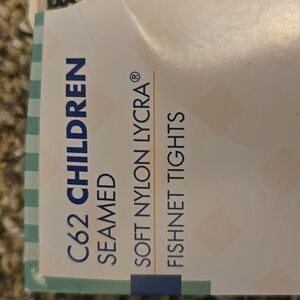 C62 CHILDREN
SEAMED
SOFT NYLON LYCRA®
FISHNET TIGHTS